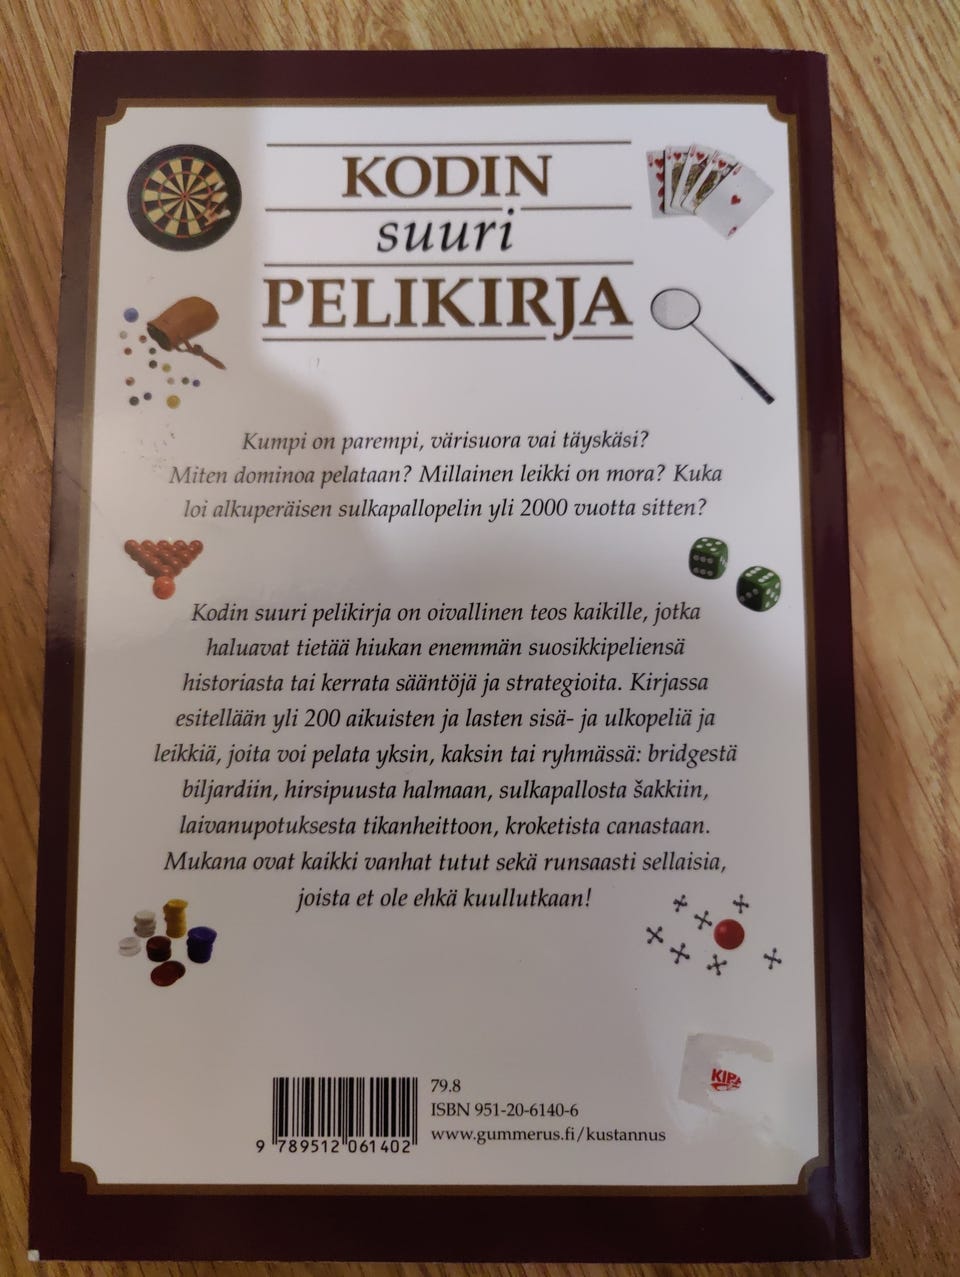 KODIN
suuri
PELIKIRJA
Kumpi on parempi, värisuora vai täyskäsi?
Miten dominoa pelataan? Millainen leikki on mora? Kuka
loi alkuperäisen sulkapallopelin yli 2000 vuotta sitten?
Kodin suuri pelikirja on oivallinen teos kaikille, jotka
haluavat tietää hiukan enemmän suosikkipeliensä
historiasta tai kerrata sääntöjä ja strategioita. Kirjassa
esitellään yli 200 aikuisten ja lasten sisä- ja ulkopeliä ja
leikkiä, joita voi pelata yksin, kaksin tai ryhmässä: bridgestä
biljardiin, hirsipuusta halmaan, sulkapallosta šakkiin,
laivanupotuksesta tikanheittoon, kroketista canastaan.
Mukana ovat kaikki vanhat tutut sekä runsaasti sellaisia,
joista et ole ehkä kuullutkaan!
79.8
ISBN 951-20-6140-6
www.gummerus.fi/kustannus
9 789512 061402